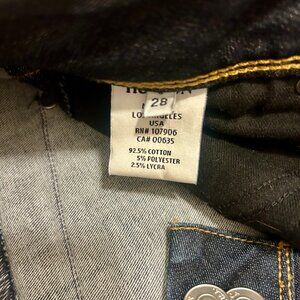 28
LOS ANGELES
USA
RN# 107906
CA# 00635
92.5% COTTON
5% POLYESTER
2.5% LYCRA